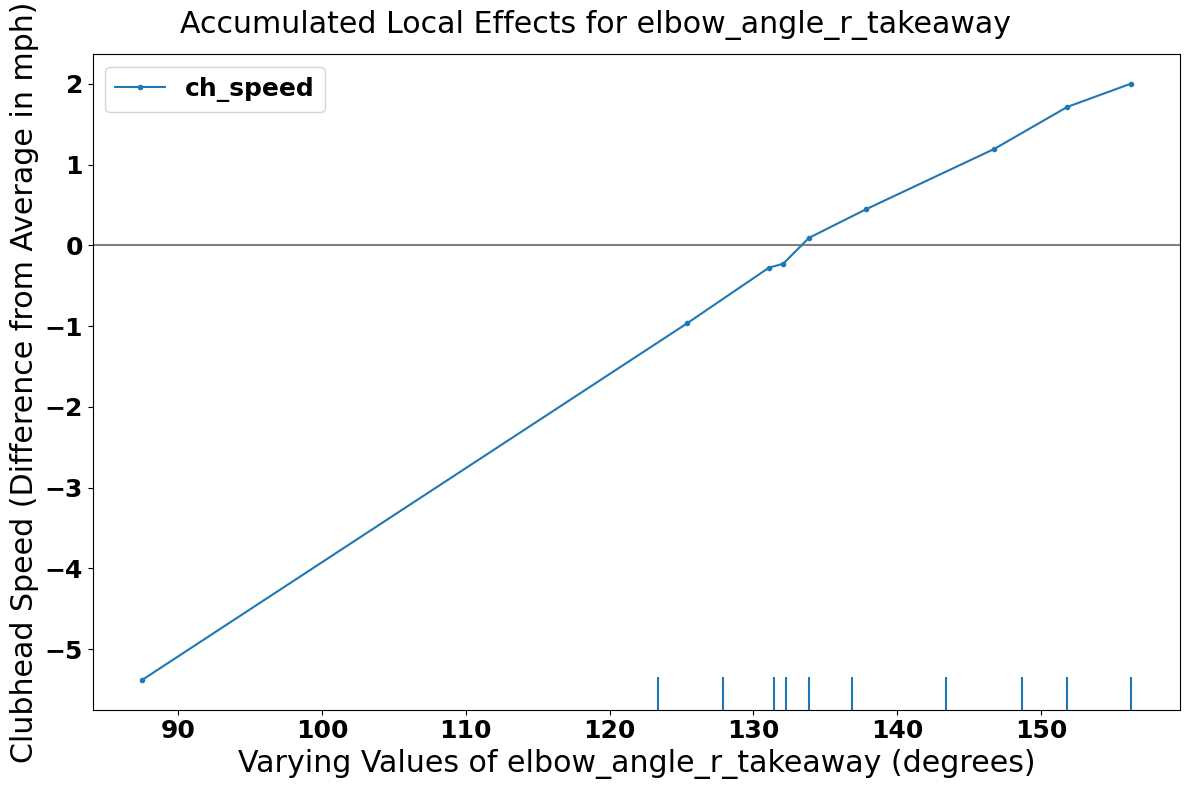 Accumulated Local Effects for elbow_angle_r_takeaway
Clubhead Speed (Difference from Average in mph)
ch_speed
2
1
0
−1
−2
−3
−4
−5
90 100 110 120 130 140 150
Varying Values of elbow_angle_r_takeaway (degrees)